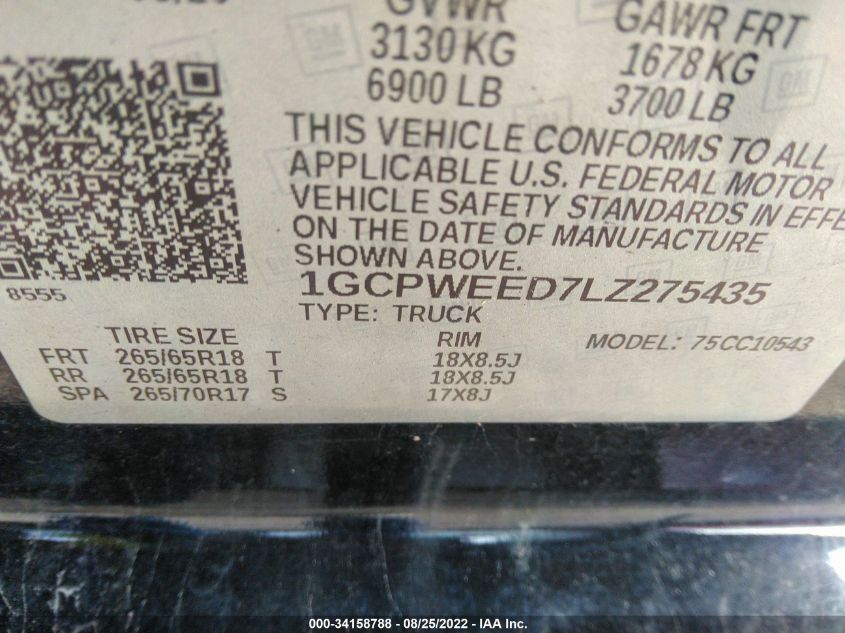 GVWR GAWR FRT
3130 KG 1678 KG
6900 LB 3700 LB
THIS VEHICLE CONFORMS TO ALL
APPLICABLE U.S. FEDERAL MOTOR
VEHICLE SAFETY STANDARDS IN EFFE
ON THE DATE OF MANUFACTURE
SHOWN ABOVE.
8555 1GCPWEED7LZ275435
TYPE: TRUCK
TIRE SIZE RIM MODEL: 75CC10543
FRT 265/65R18 T 18X8.5J
RR 265/65R18 T 18X8.5J
SPA 265/70R17 S 17X8J
000-34158788 - 08/25/2022 - IAA Inc.